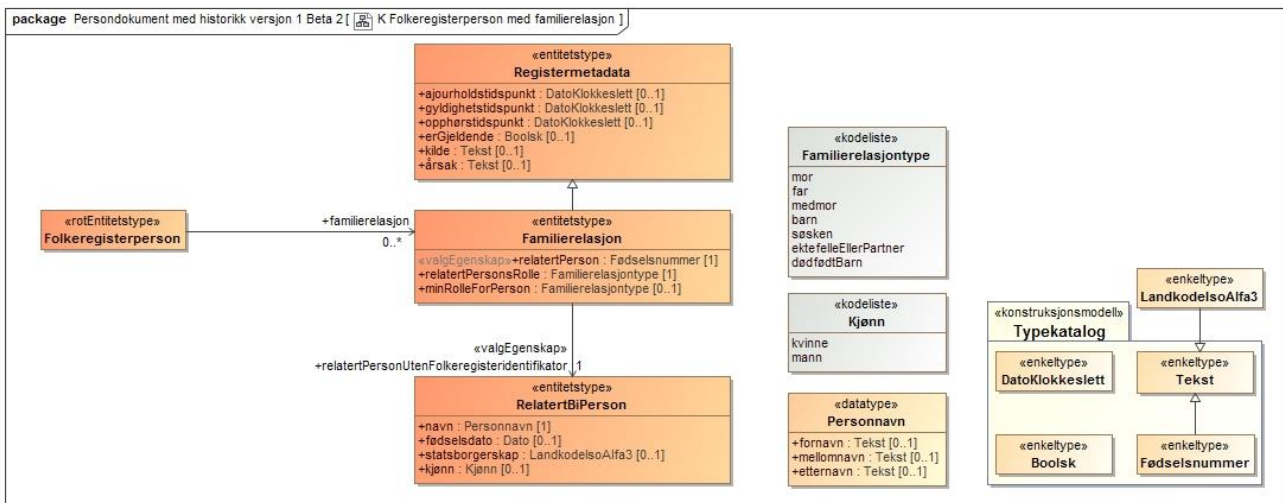 package Persondokument med historikk versjon 1 Beta 2 [ K Folkeregisterperson med familierelasjon ]
«entitetstype»
Registermetadata
+ajourholdstidspunkt : DatoKlokkeslett [0..1]
+gyldighetstidspunkt : DatoKlokkeslett [0..1]
+opphørstidspunkt : DatoKlokkeslett [0..1]
+erGjeldende : Boolsk [0..1]
+kilde : Tekst [0..1]
+årsak : Tekst [0..1]
«rotEntitetstype»
Folkeregisterperson
+familierelasjon
0..*
«entitetstype»
Familierelasjon
«valgEgenskap»+relatertPerson : Fødselsnummer [1]
+relatertPersonsRolle : Familierelasjontype [1]
+minRolleForPerson : Familierelasjontype [0..1]
«valgEgenskap»
+relatertPersonUtenFolkeregisteridentifikator 1
«entitetstype»
RelatertBiPerson
+navn : Personnavn [1]
+fødselsdato : Dato [0..1]
+statsborgerskap : LandkodeIsoAlfa3 [0..1]
+kjønn : Kjønn [0..1]
«kodeliste»
Familierelasjontype
mor
far
medmor
barn
søsken
ektefelleEllerPartner
dødfødtBarn
«kodeliste»
Kjønn
kvinne
mann
«datatype»
Personnavn
+fornavn : Tekst [0..1]
+mellomnavn : Tekst [0..1]
+etternavn : Tekst [0..1]
«enkeltype»
LandkodeIsoAlfa3
«konstruksjonsmodell»
Typekatalog
«enkeltype»
DatoKlokkeslett
«enkeltype»
Tekst
«enkeltype»
Boolsk
«enkeltype»
Fødselsnummer